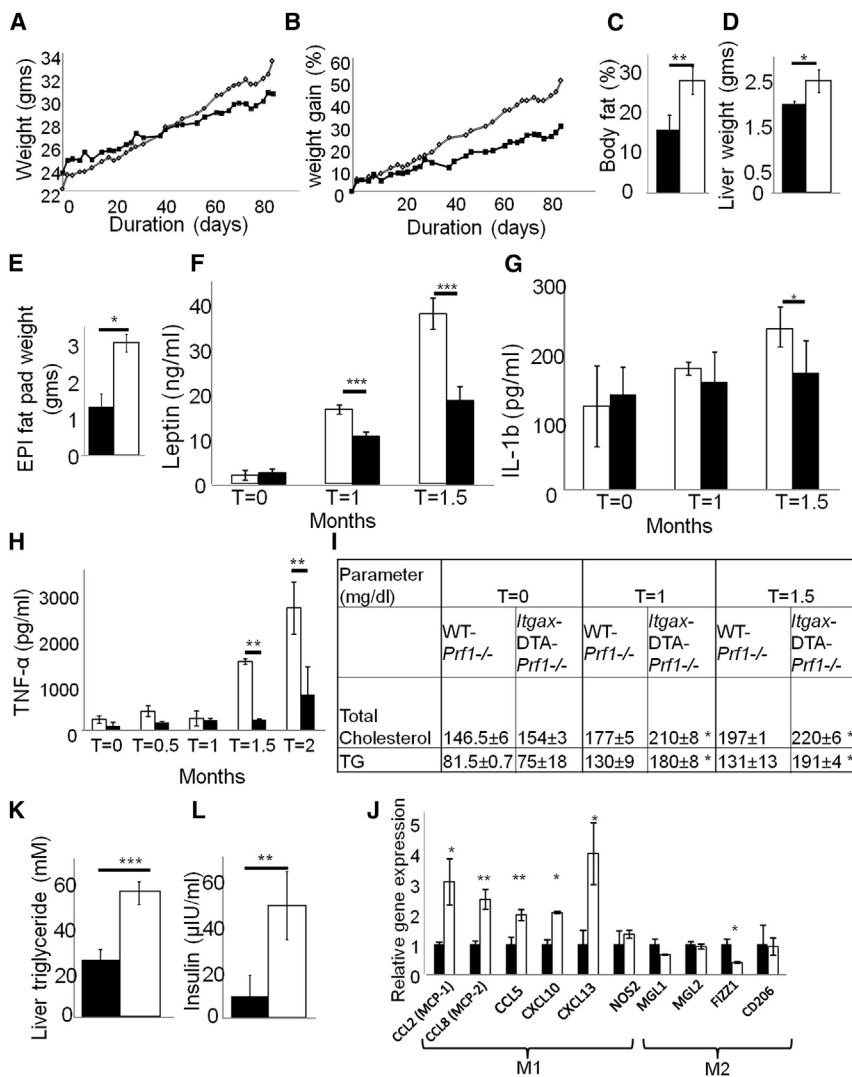 A
Weight (gms)
34
32
30
28
26
24
22
0
20
40
60
80
Duration (days)
B
weight gain (%)
60
50
40
30
20
10
0
0
20
40
60
80
Duration (days)
C
Body fat (%)
30
20
10
0
**
D
Liver weight (gms)
2.5
1.5
0.5
0
*
E
EPI fat pad weight
(gms)
3
2
1
0
*
F
Leptin (ng/ml)
40
30
20
10
0
***
***
T=0
T=1
T=1.5
Months
G
IL-1b (pg/ml)
300
200
100
0
*
T=0
T=1
T=1.5
Months
H
TNF-α (pg/ml)
3000
2000
1000
0
**
**
T=0
T=0.5
T=1
T=1.5
T=2
Months
I
Parameter (mg/dl) T=0 T=1 T=1.5
WT-Prf1-/- Itgax-DTA-Prf1-/- WT-Prf1-/- Itgax-DTA-Prf1-/- WT-Prf1-/- Itgax-DTA-Prf1-/-
Total Cholesterol 146.5±6 154±3 177±5 210±8 * 197±1 220±6 *
TG 81.5±0.7 75±18 130±9 180±8 * 131±13 191±4 *
K
Liver triglyceride (mM)
60
40
20
0
***
L
Insulin (µIU/ml)
60
40
20
0
**
J
Relative gene expression
5
4
3
2
1
0
*
**
**
*
*
*
CCL2 (MCP-1)
CCL8 (MCP-2)
CCL5
CXCL10
CXCL13
NOS2
MGL1
MGL2
FIZZ1
CD206
M1
M2